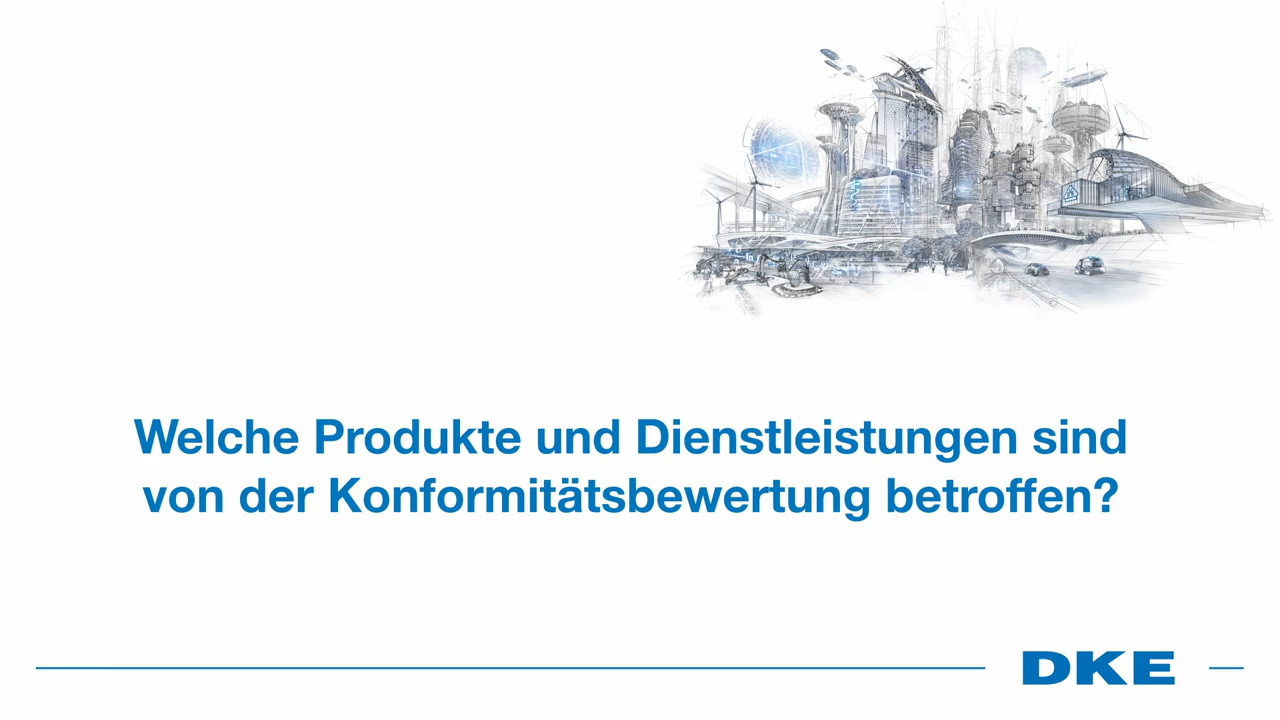 Welche Produkte und Dienstleistungen sind
von der Konformitätsbewertung betroffen?
DKE